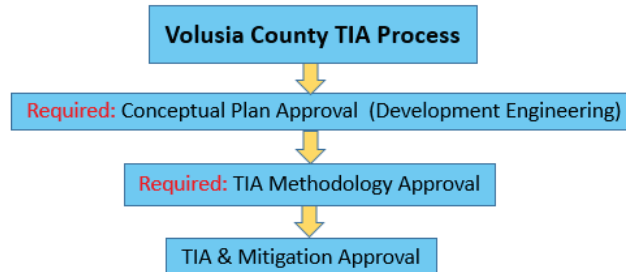 Volusia County TIA Process
Required: Conceptual Plan Approval (Development Engineering)
Required: TIA Methodology Approval
TIA & Mitigation Approval